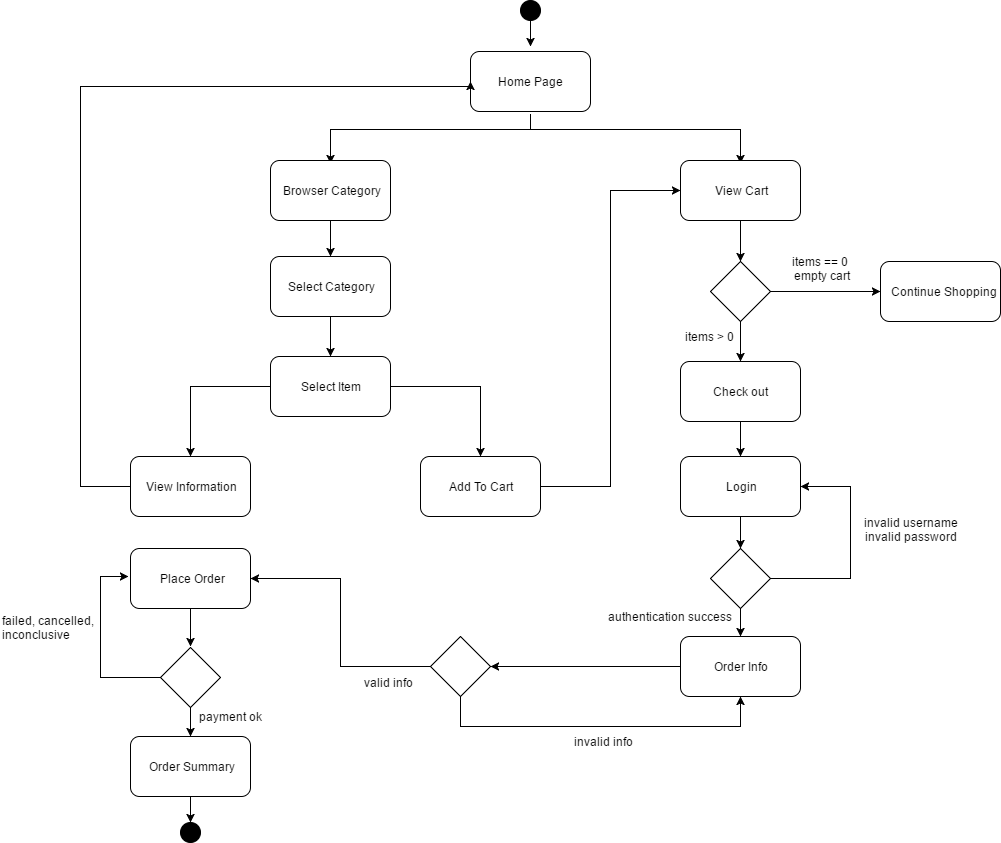 Home Page
Browser Category
View Cart
items == 0
empty cart
Select Category
Continue Shopping
items > 0
Select Item
Check out
View Information
Add To Cart
Login
invalid username
invalid password
Place Order
failed, cancelled,
inconclusive
authentication success
Order Info
valid info
payment ok
invalid info
Order Summary